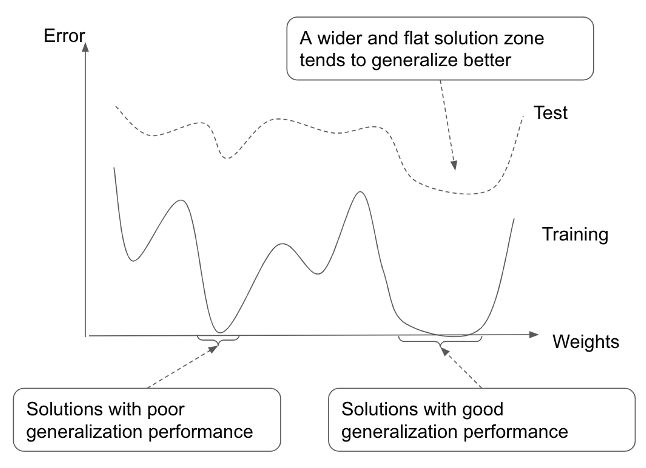 Error
A wider and flat solution zone
tends to generalize better
Test
Training
Weights
Solutions with poor
generalization performance
Solutions with good
generalization performance